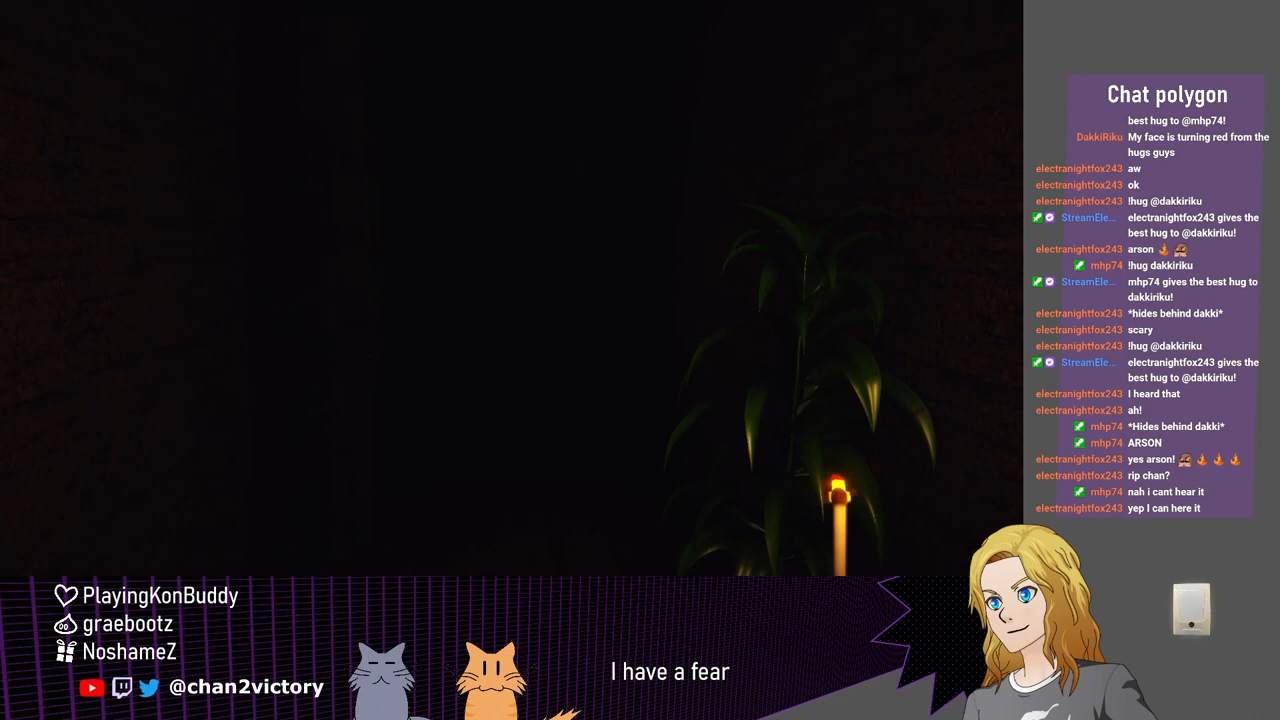 Chat polygon
best hug to @mhp74!
DakkiRiku My face is turning red from the
hugs guys
electranightfox243 aw
electranightfox243 ok
electranightfox243 !hug @dakkiriku
StreamEle... electranightfox243 gives the
best hug to @dakkiriku!
electranightfox243 arson
mhp74 !hug dakkiriku
StreamEle... mhp74 gives the best hug to
dakkiriku!
electranightfox243 *hides behind dakki*
electranightfox243 scary
electranightfox243 !hug @dakkiriku
StreamEle... electranightfox243 gives the
best hug to @dakkiriku!
electranightfox243 I heard that
electranightfox243 ah!
mhp74 *Hides behind dakki*
mhp74 ARSON
electranightfox243 yes arson!
electranightfox243 rip chan?
mhp74 nah i cant hear it
electranightfox243 yep I can here it
PlayingKonBuddy
graebootz
NoshameZ
@chan2victory
I have a fear